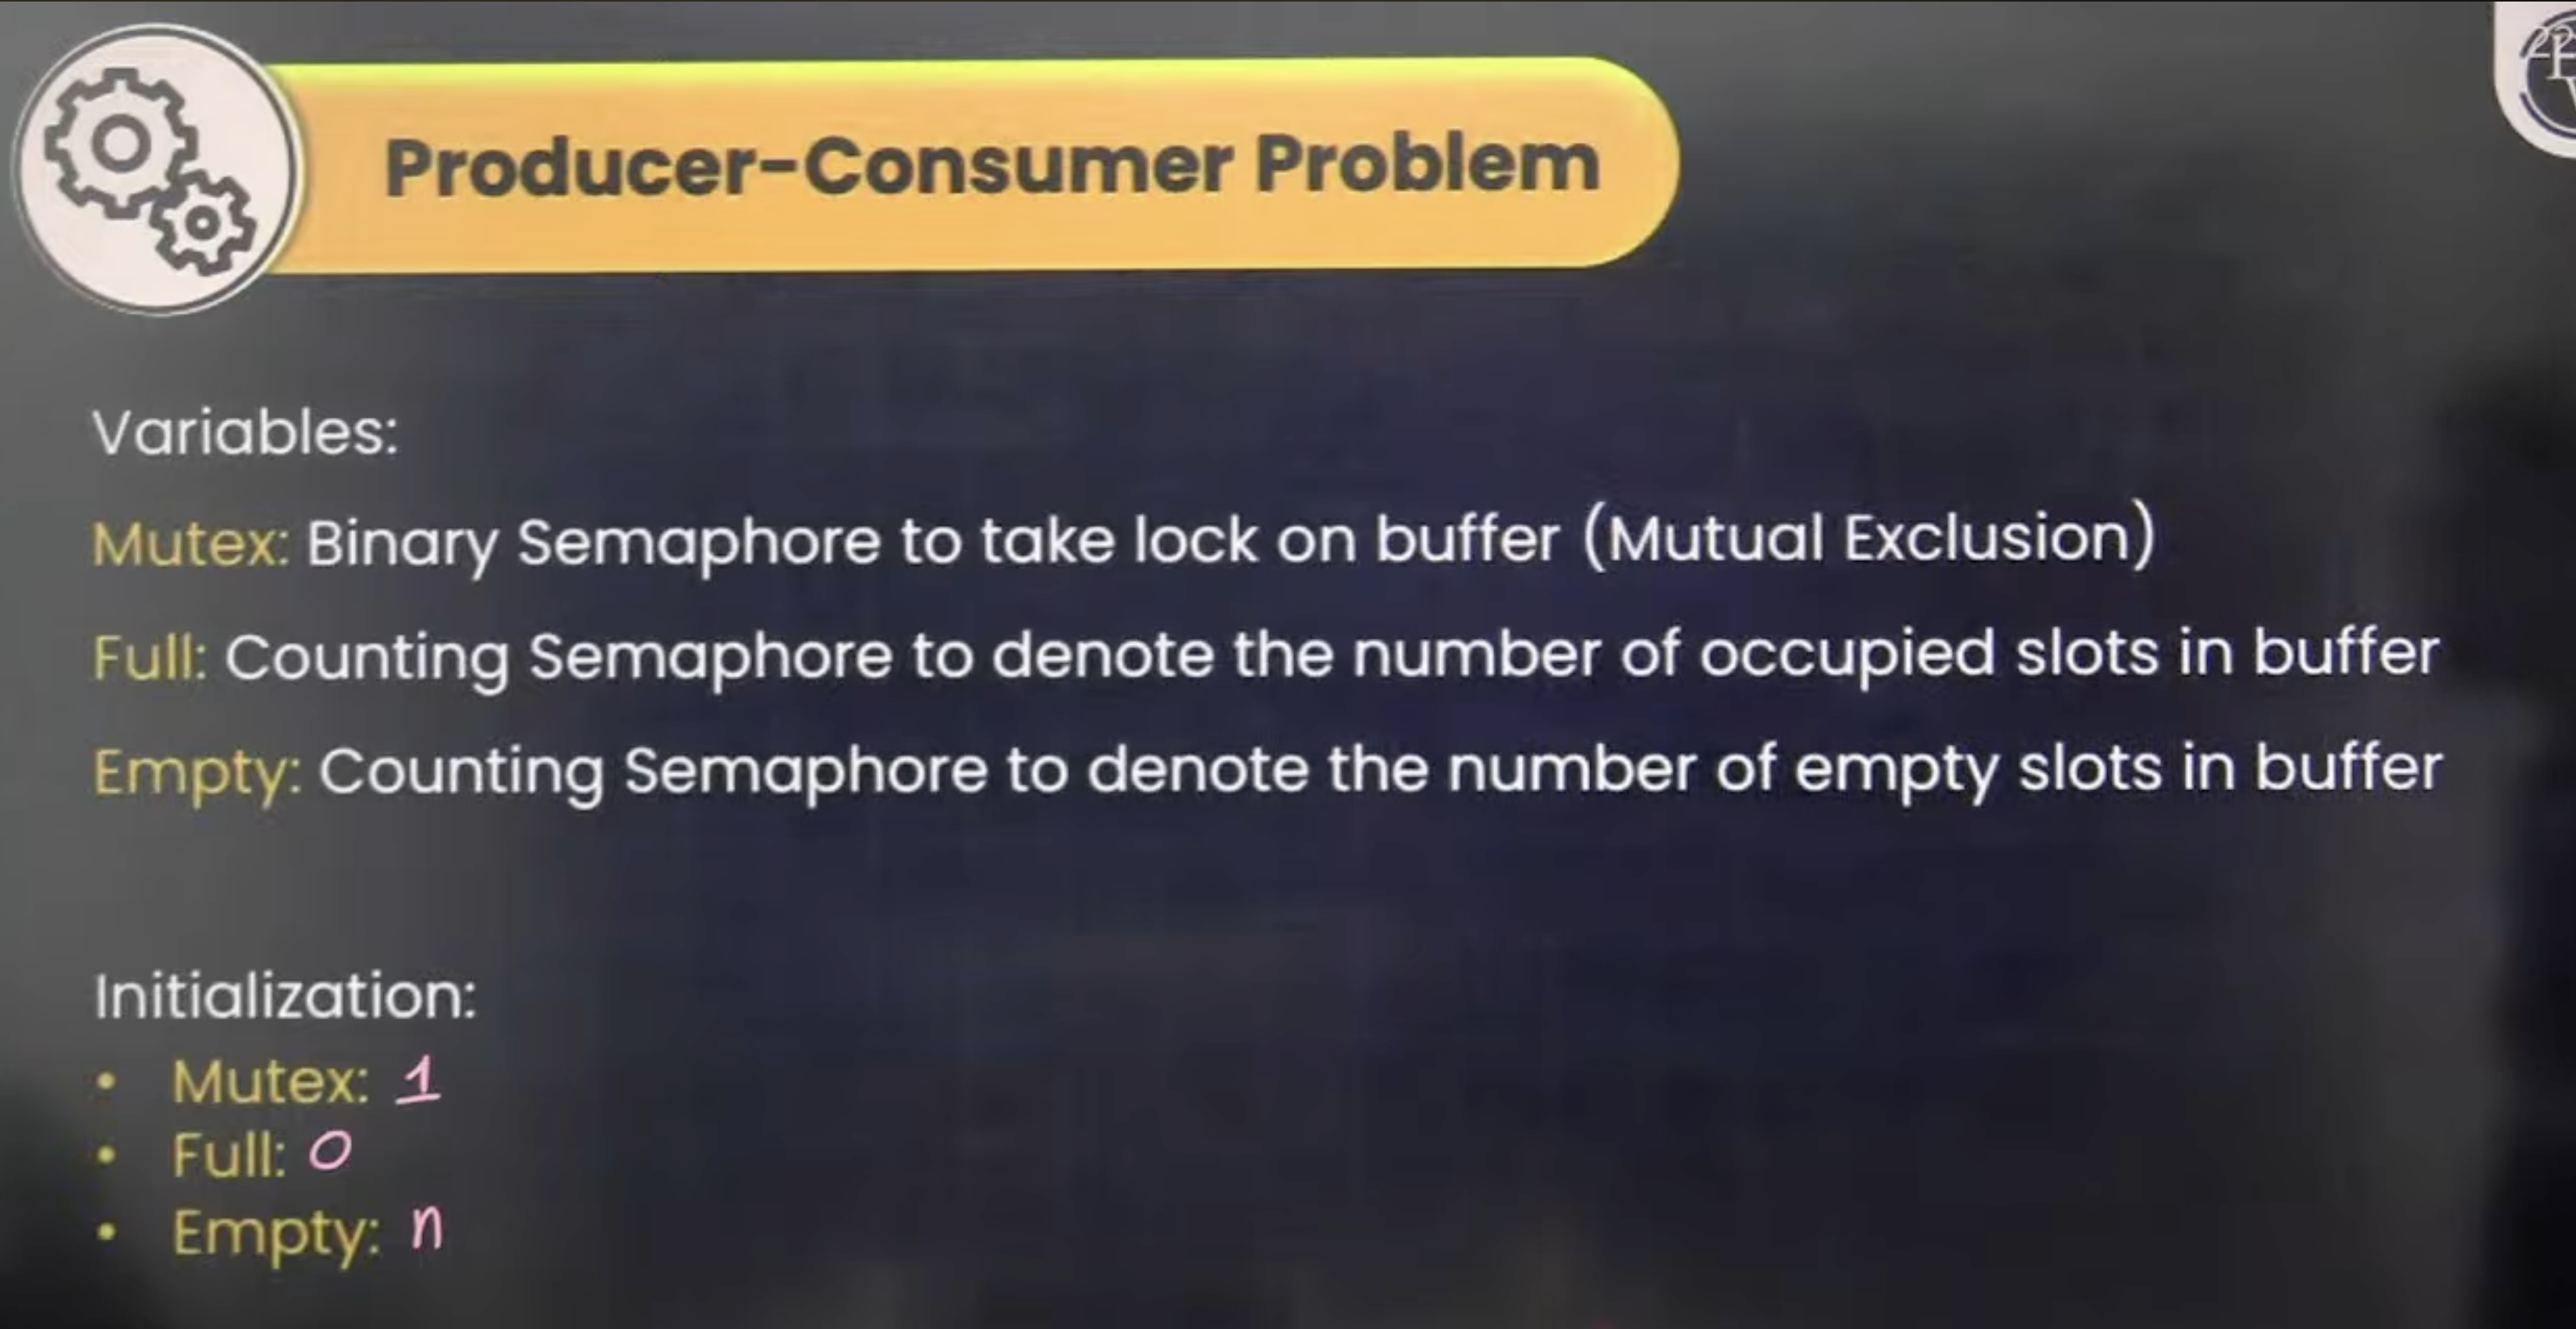 Producer-Consumer Problem
Variables:
Mutex: Binary Semaphore to take lock on buffer (Mutual Exclusion)
Full: Counting Semaphore to denote the number of occupied slots in buffer
Empty: Counting Semaphore to denote the number of empty slots in buffer
Initialization:
• Mutex: 1
• Full: 0
• Empty: n